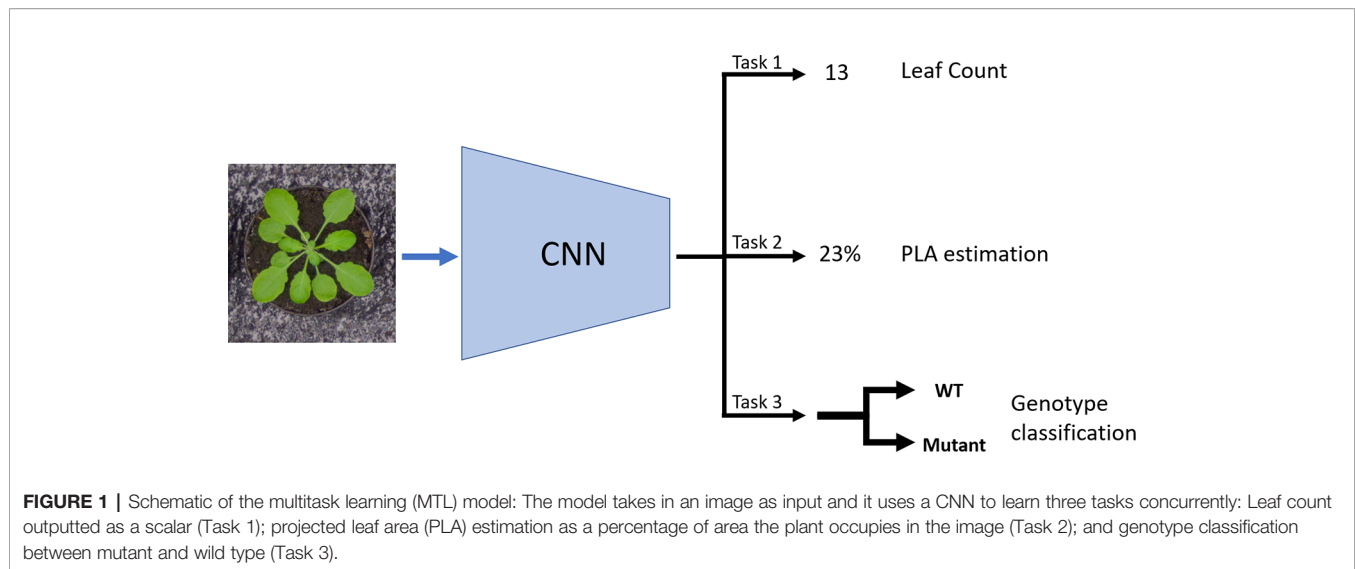 Task 1
13
Leaf Count
CNN
Task 2
23%
PLA estimation
Task 3
WT
Mutant
Genotype
classification
FIGURE 1 | Schematic of the multitask learning (MTL) model: The model takes in an image as input and it uses a CNN to learn three tasks concurrently: Leaf count
outputted as a scalar (Task 1); projected leaf area (PLA) estimation as a percentage of area the plant occupies in the image (Task 2); and genotype classification
between mutant and wild type (Task 3).